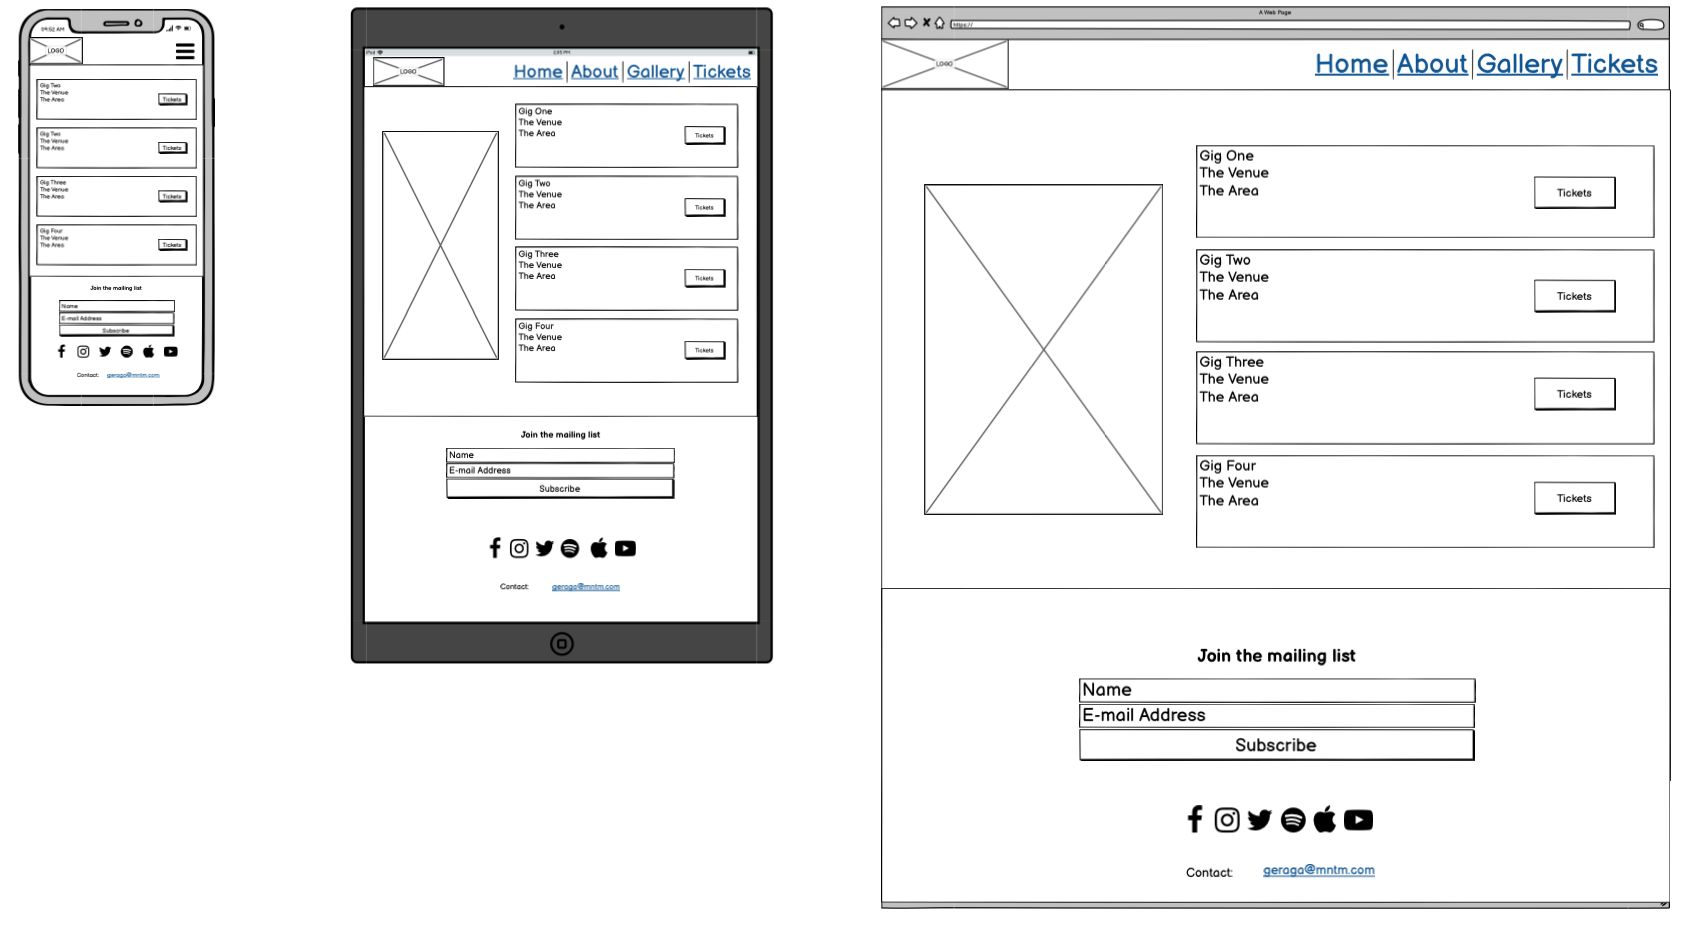 09:52 AM
LOGO
Gig Two
The Venue
The Area
Tickets
Gig Two
The Venue
The Area
Tickets
Gig Three
The Venue
The Area
Tickets
Gig Four
The Venue
The Area
Tickets
Join the mailing list
Name
E-mail Address
Subscribe
Contact: geraga@mntm.com
iPad
2:35 PM
LOGO
Home About Gallery Tickets
Gig One
The Venue
The Area
Tickets
Gig Two
The Venue
The Area
Tickets
Gig Three
The Venue
The Area
Tickets
Gig Four
The Venue
The Area
Tickets
Join the mailing list
Name
E-mail Address
Subscribe
Contact: geraga@mntm.com
A Web Page
https://
LOGO
Home About Gallery Tickets
Gig One
The Venue
The Area
Tickets
Gig Two
The Venue
The Area
Tickets
Gig Three
The Venue
The Area
Tickets
Gig Four
The Venue
The Area
Tickets
Join the mailing list
Name
E-mail Address
Subscribe
Contact: geraga@mntm.com